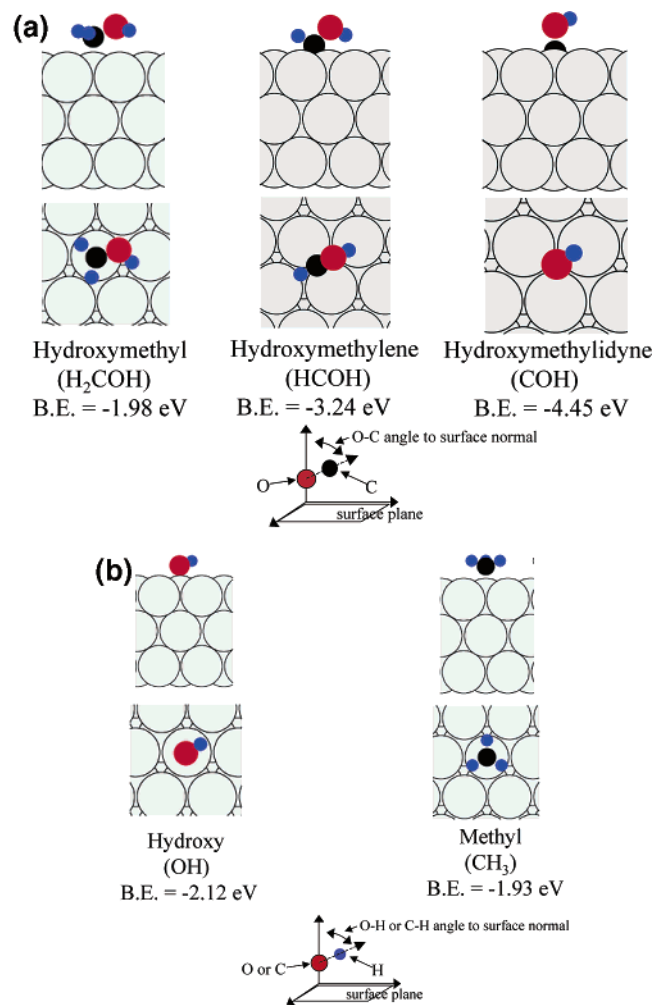 (a)
Hydroxymethyl
(H₂COH)
B.E. = -1.98 eV
Hydroxymethylene
(HCOH)
B.E. = -3.24 eV
Hydroxymethylidyne
(COH)
B.E. = -4.45 eV
O-C angle to surface normal
O
C
surface plane
(b)
Hydroxy
(OH)
B.E. = -2.12 eV
Methyl
(CH₃)
B.E. = -1.93 eV
O-H or C-H angle to surface normal
O or C
H
surface plane